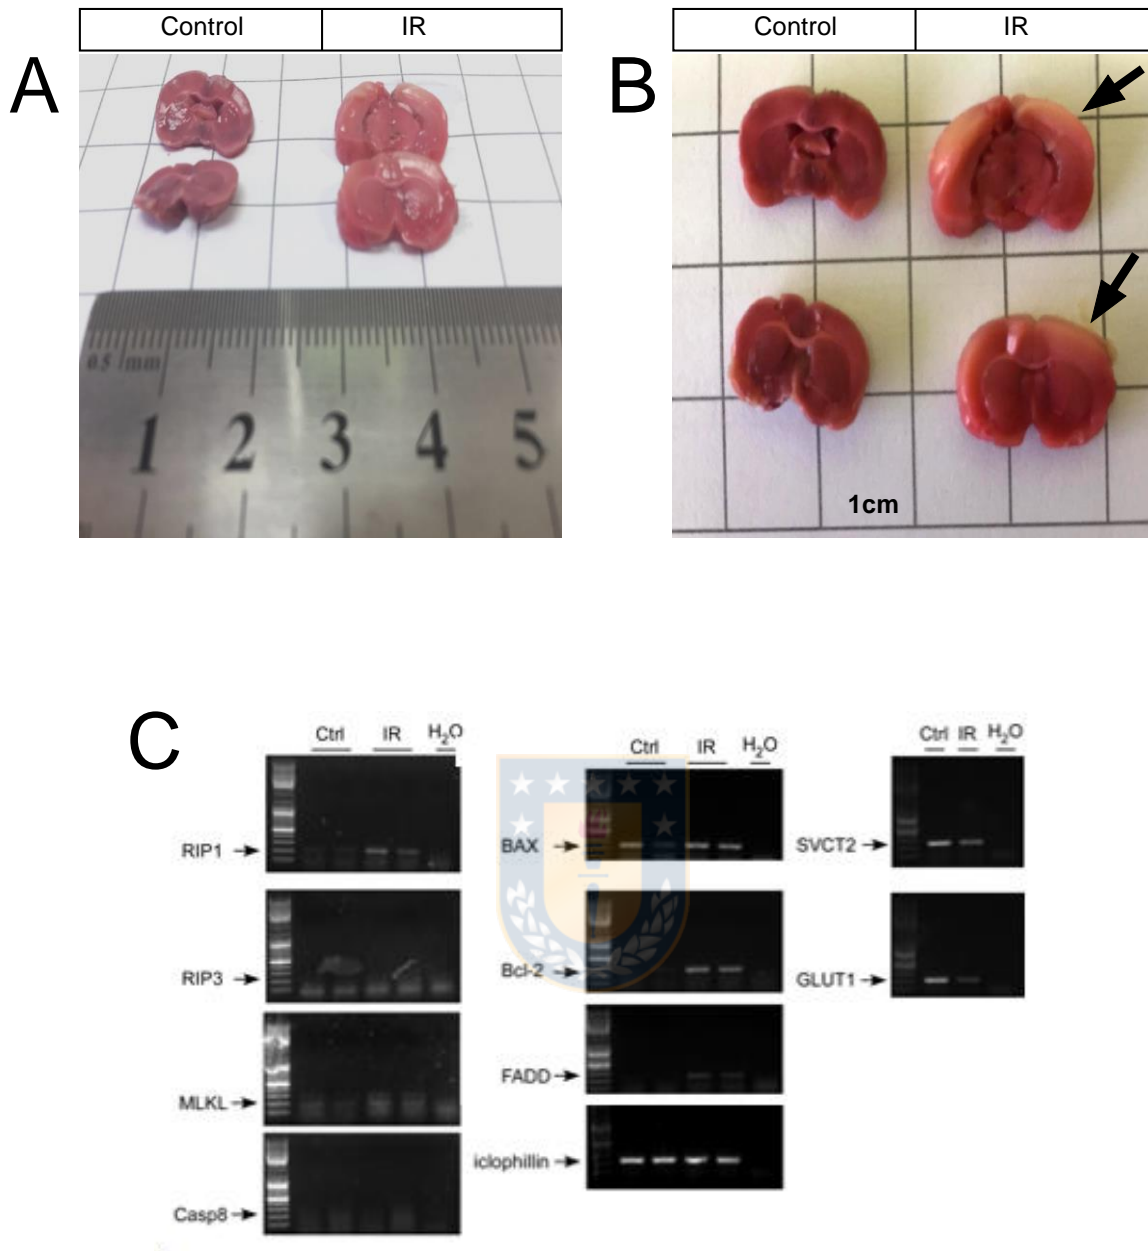 Control IR
A
0.5 mm
1 2 3 4 5
Control IR
B
1cm
C
Ctrl IR H₂O
RIP1
RIP3
MLKL
Casp8
Ctrl IR H₂O
BAX
Bcl-2
FADD
iclophillin
Ctrl IR H₂O
SVCT2
GLUT1